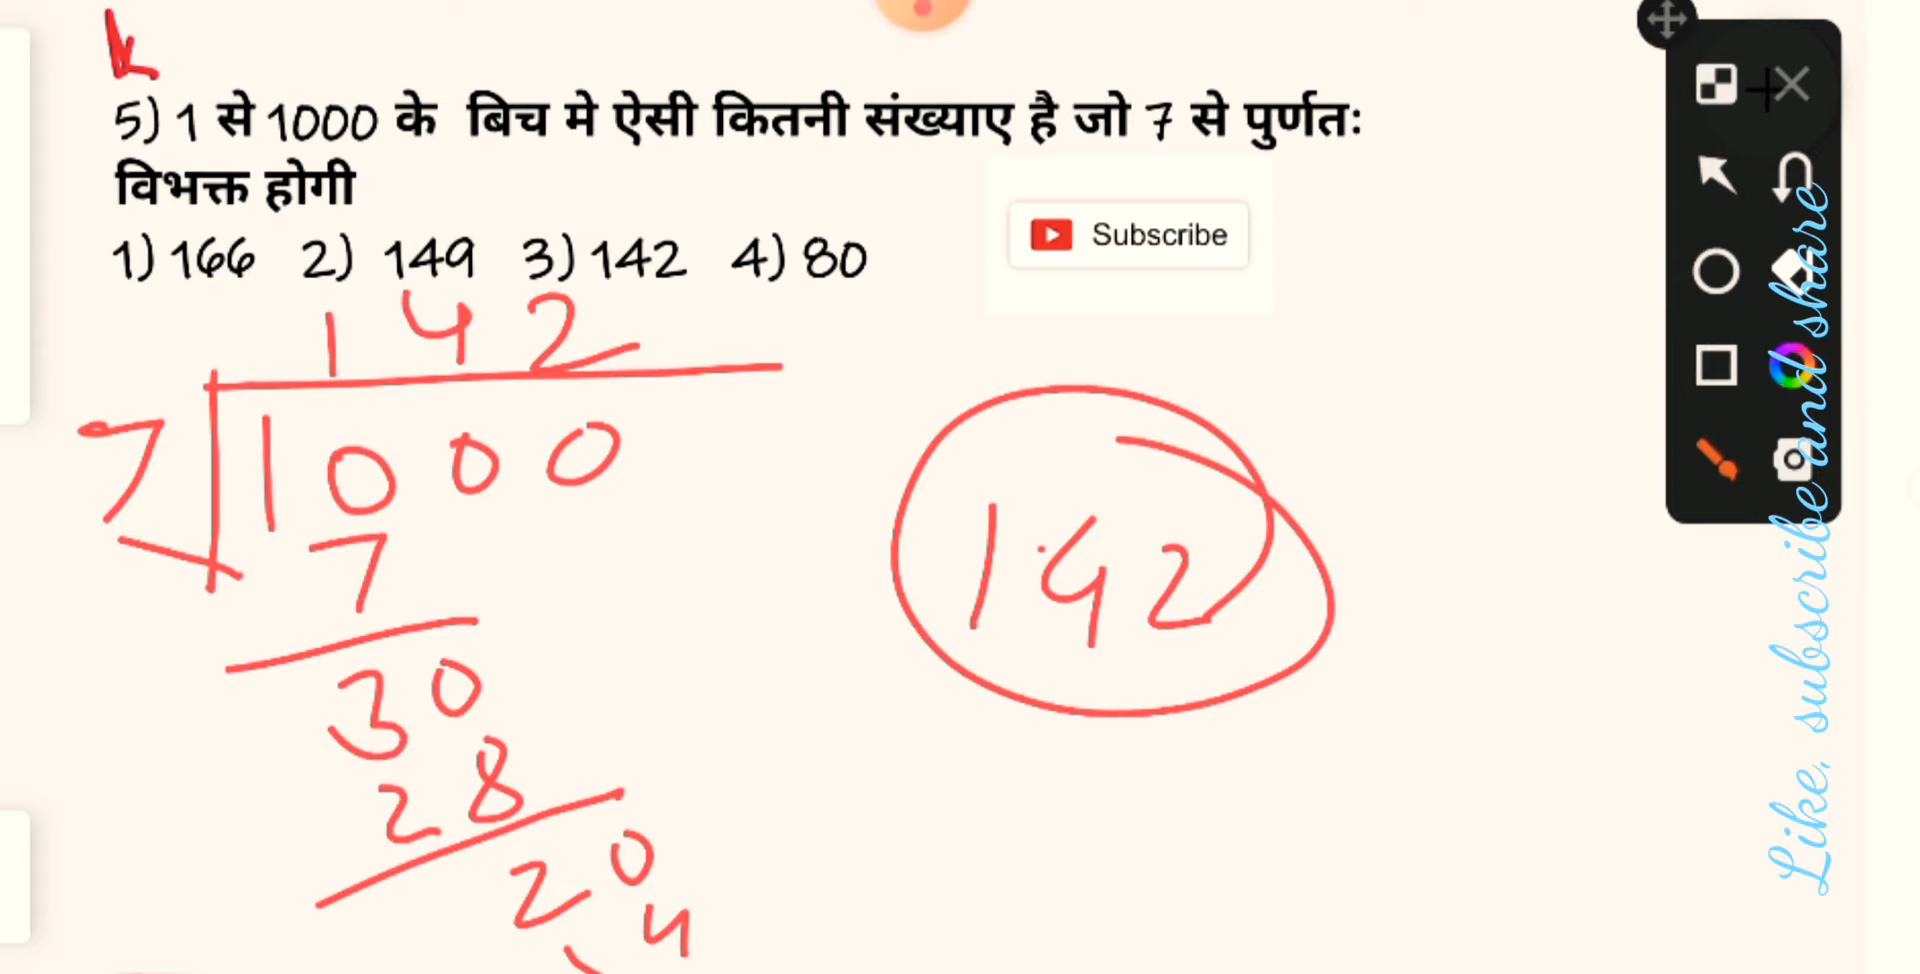 5) 1 से 1000 के बिच मे ऐसी कितनी संख्याए है जो 7 से पुर्णतः
विभक्त होगी
1) 166 2) 149 3) 142 4) 80
Subscribe
142
7 1000
7
30
28
20
4
142
Like, subscribe and share